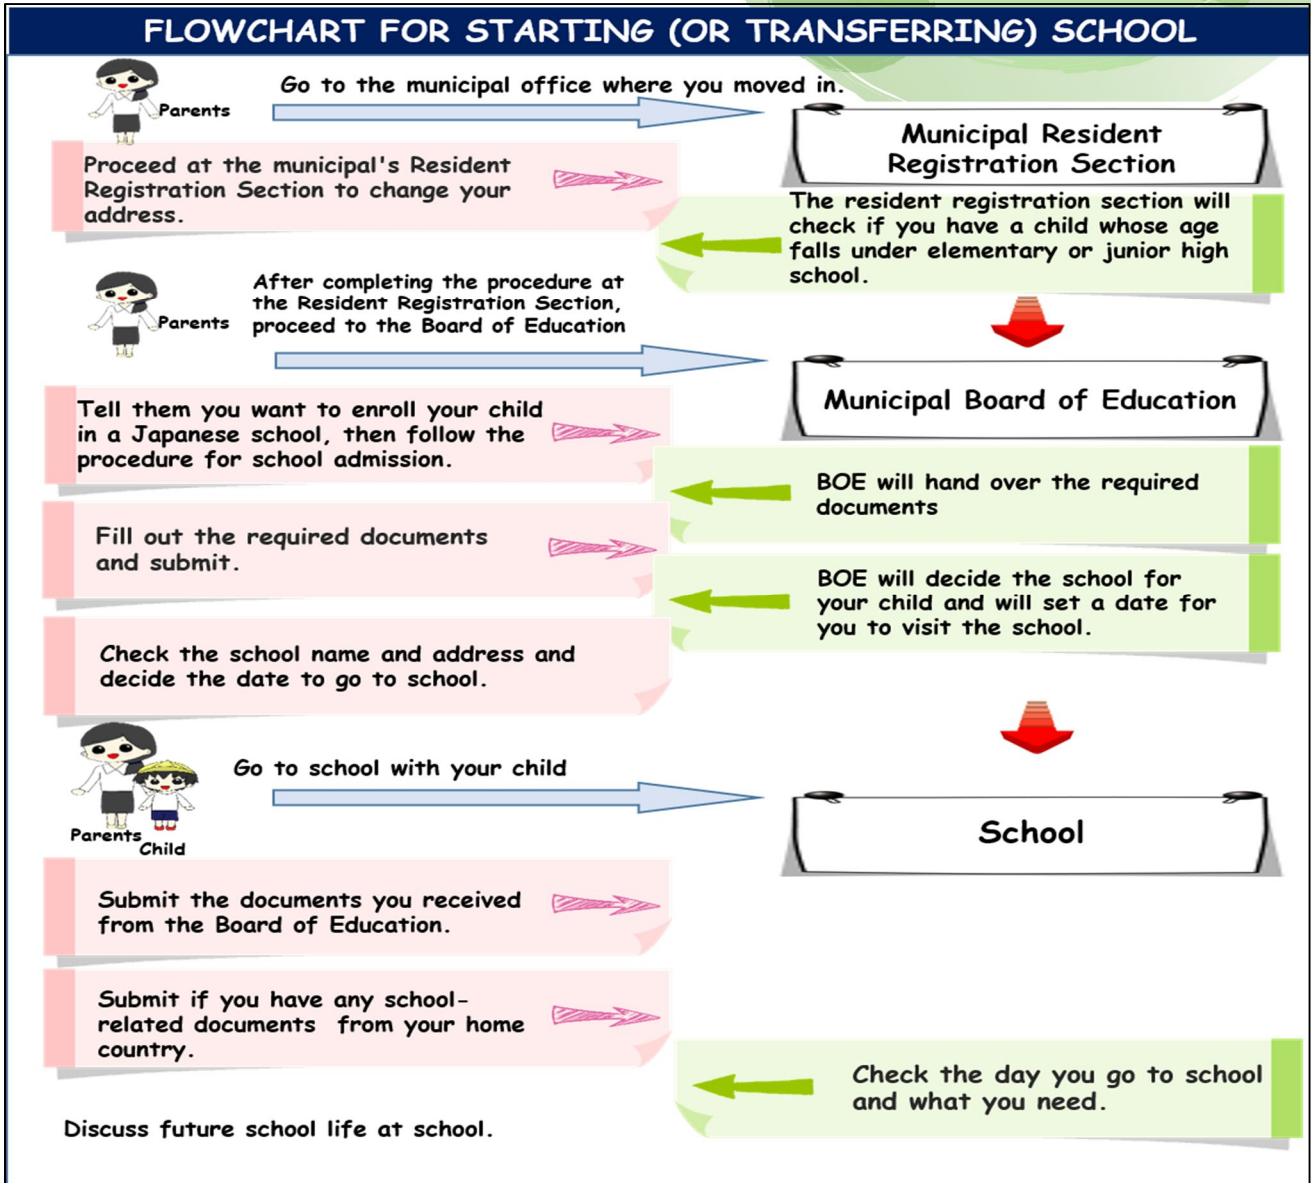 FLOWCHART FOR STARTING (OR TRANSFERRING) SCHOOL
Parents
Go to the municipal office where you moved in.
Municipal Resident
Registration Section
Proceed at the municipal's Resident
Registration Section to change your
address.
The resident registration section will
check if you have a child whose age
falls under elementary or junior high
school.
Parents
After completing the procedure at
the Resident Registration Section,
proceed to the Board of Education
Municipal Board of Education
Tell them you want to enroll your child
in a Japanese school, then follow the
procedure for school admission.
BOE will hand over the required
documents
Fill out the required documents
and submit.
BOE will decide the school for
your child and will set a date for
you to visit the school.
Check the school name and address and
decide the date to go to school.
Parents
Child
Go to school with your child
School
Submit the documents you received
from the Board of Education.
Submit if you have any school-
related documents from your home
country.
Check the day you go to school
and what you need.
Discuss future school life at school.